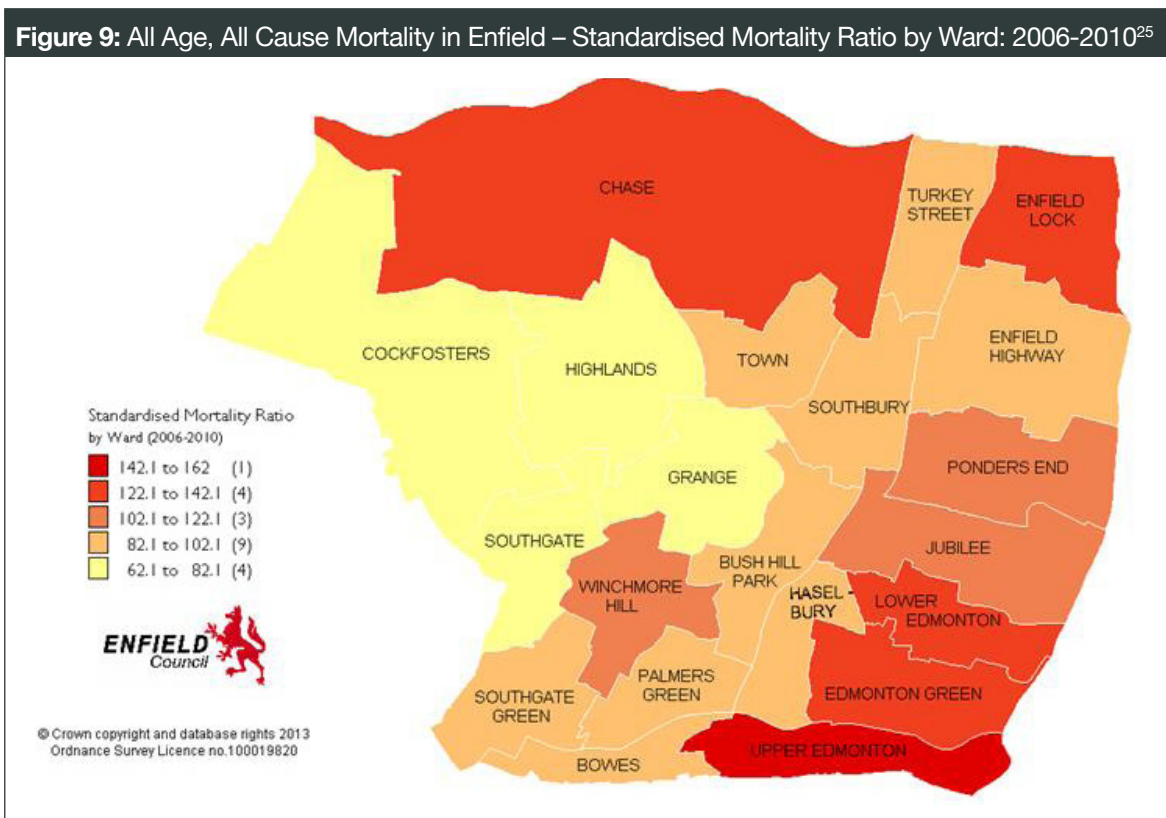 Figure 9: All Age, All Cause Mortality in Enfield – Standardised Mortality Ratio by Ward: 2006-2010²⁵
CHASE
TURKEY
STREET
ENFIELD
LOCK
COCKFOSTERS
HIGHLANDS
TOWN
ENFIELD
HIGHWAY
SOUTHBURY
GRANGE
PONDERS END
SOUTHGATE
JUBILEE
WINCHMORE
HILL
BUSH HILL
PARK
HASEL -
BURY
LOWER
EDMONTON
SOUTHGATE
GREEN
PALMERS
GREEN
EDMONTON GREEN
BOWES
UPPER EDMONTON
Standardised Mortality Ratio
by Ward (2006-2010)
142.1 to 162 (1)
122.1 to 142.1 (4)
102.1 to 122.1 (3)
82.1 to 102.1 (9)
62.1 to 82.1 (4)
ENFIELD
Council
© Crown copyright and database rights 2013
Ordnance Survey Licence no.100019820